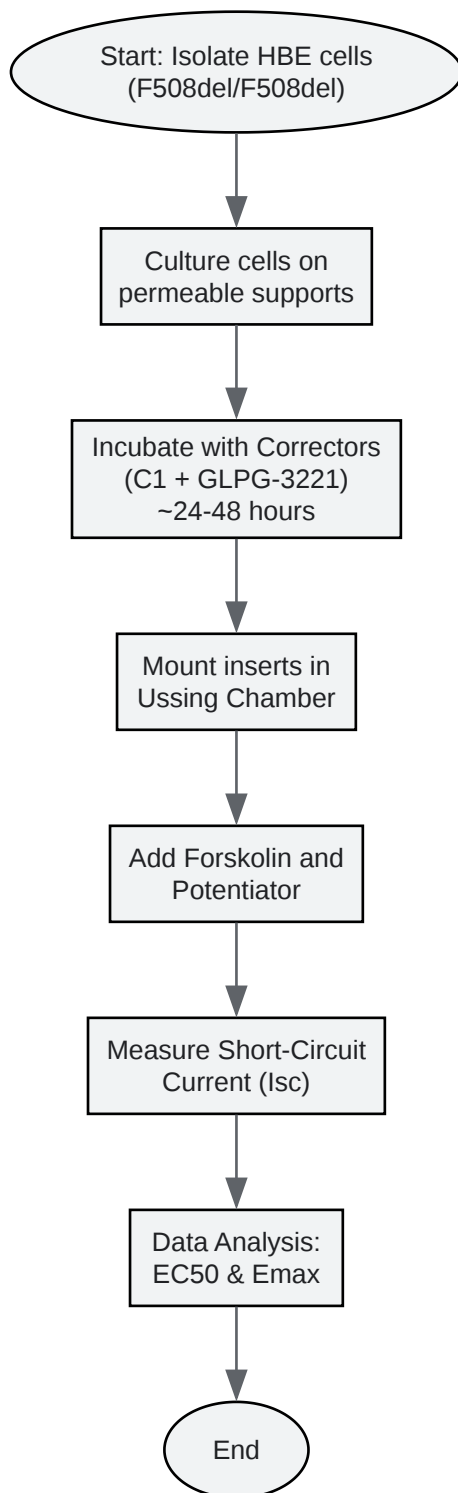 Start: Isolate HBE cells
(F508del/F508del)
Culture cells on
permeable supports
Incubate with Correctors
(C1 + GLPG-3221)
~24-48 hours
Mount inserts in
Ussing Chamber
Add Forskolin and
Potentiator
Measure Short-Circuit
Current (Isc)
Data Analysis:
EC50 & Emax
End